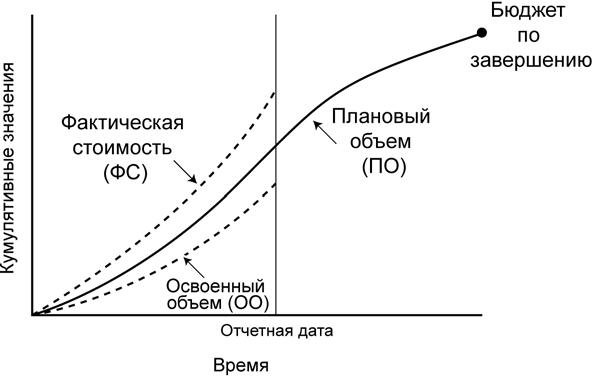 Бюджет
по
завершению
Фактическая
стоимость
(ФС)
Плановый
объем
(ПО)
Кумулятивные значения
Освоенный
объем (ОО)
Отчетная дата
Время